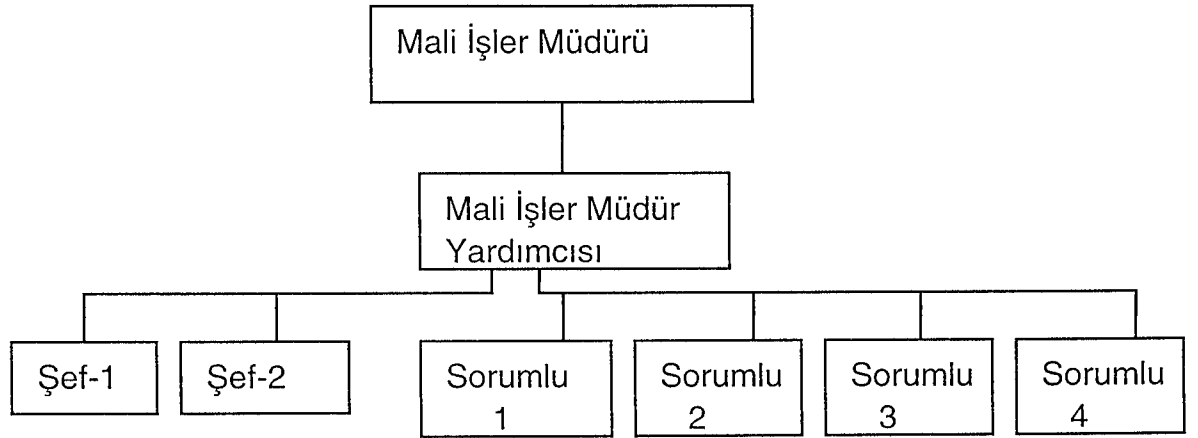 Mali İşler Müdürü
Mali İşler Müdür
Yardımcısı
Şef-1
Şef-2
Sorumlu
1
Sorumlu
2
Sorumlu
3
Sorumlu
4